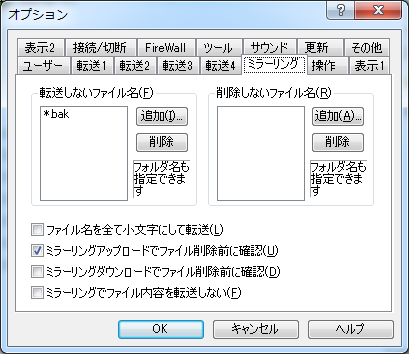 オプション
表示2 接続/切断 FireWall ツール サウンド 更新 その他
ユーザー 転送1 転送2 転送3 転送4 ミラーリング 操作 表示1
転送しないファイル名(F) 削除しないファイル名(R)
*.bak 追加(I)... 追加(A)...
削除 削除
フォルダ名も フォルダ名も
指定できま 指定できま
す す
ファイル名を全て小文字にして転送(L)
ミラーリングアップロードでファイル削除前に確認(U)
ミラーリングダウンロードでファイル削除前に確認(D)
ミラーリングでファイル内容を転送しない(F)
OK キャンセル ヘルプ